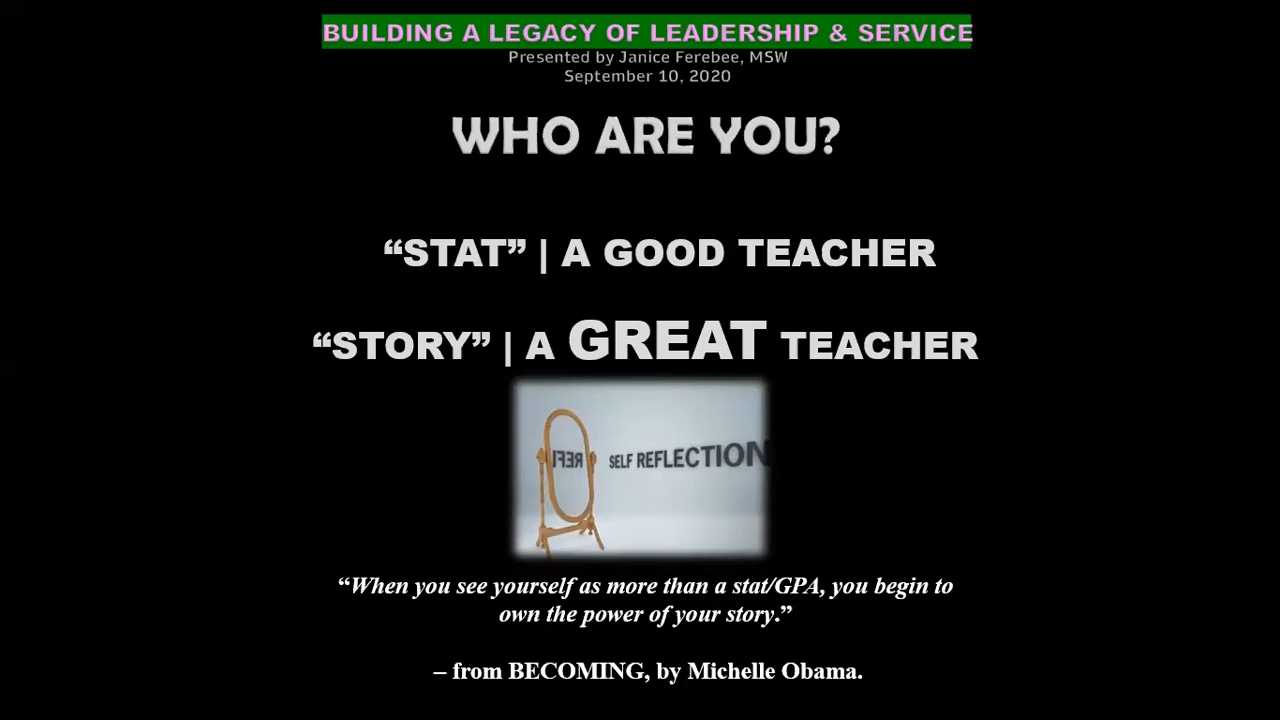 BUILDING A LEGACY OF LEADERSHIP & SERVICE
Presented by Janice Ferebee, MSW
September 10, 2020
WHO ARE YOU?
“STAT” | A GOOD TEACHER
“STORY” | A GREAT TEACHER
SELF REFLECTION
“When you see yourself as more than a stat/GPA, you begin to
own the power of your story.”
– from BECOMING, by Michelle Obama.